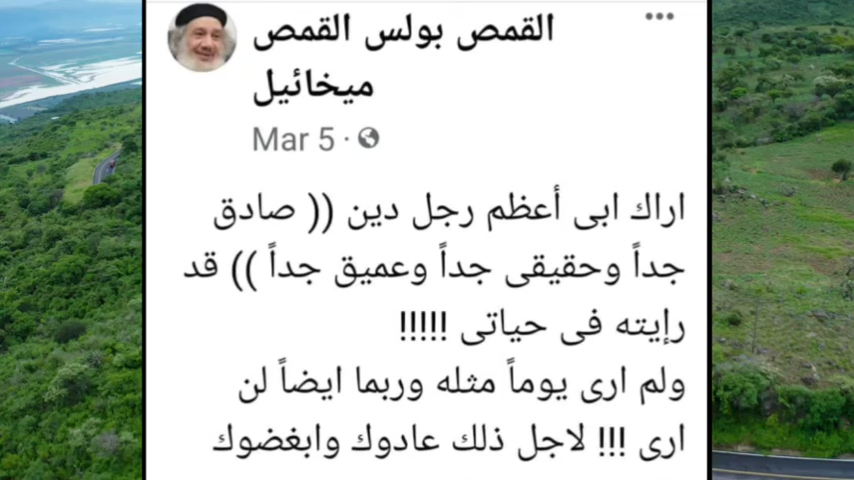 القمص بولس القمص
ميخائيل
Mar 5 ·
اراك ابى أعظم رجل دين (( صادق
جداً وحقيقى جداً وعميق جداً )) قد
رإيته فى حياتى !!!!!
ولم ارى يوماً مثله وربما ايضاً لن
ارى !!! لاجل ذلك عادوك وابغضوك